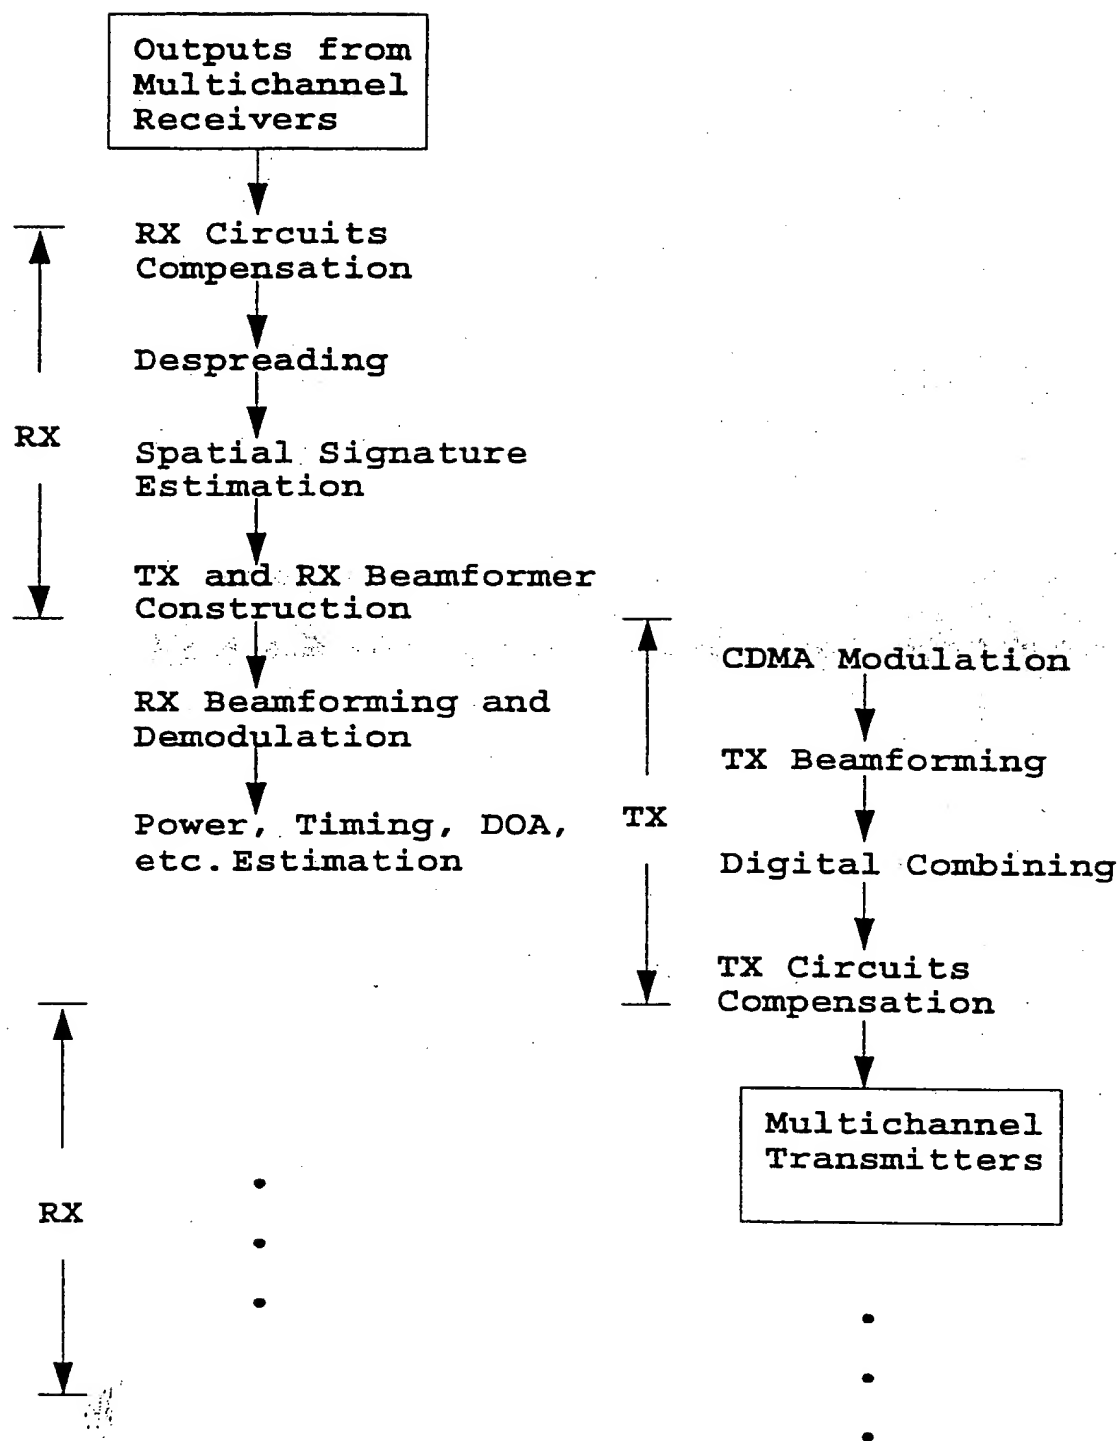 Outputs from
Multichannel
Receivers
RX Circuits
Compensation
Despreading
RX
Spatial Signature
Estimation
TX and RX Beamformer
Construction
RX Beamforming and
Demodulation
Power, Timing, DOA,
etc. Estimation
CDMA Modulation
TX Beamforming
TX
Digital Combining
TX Circuits
Compensation
Multichannel
Transmitters
RX